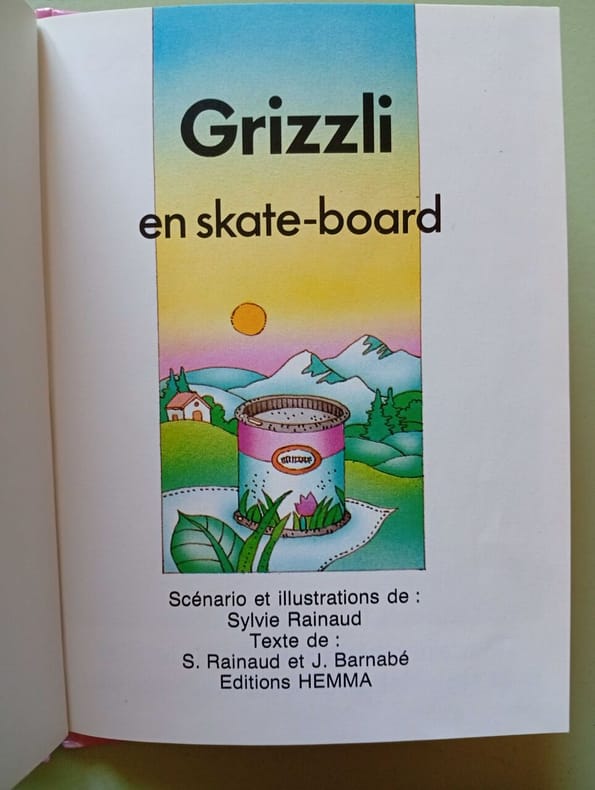 Grizzli
en skate-board
Scénario et illustrations de :
Sylvie Rainaud
Texte de :
S. Rainaud et J. Barnabé
Editions HEMMA